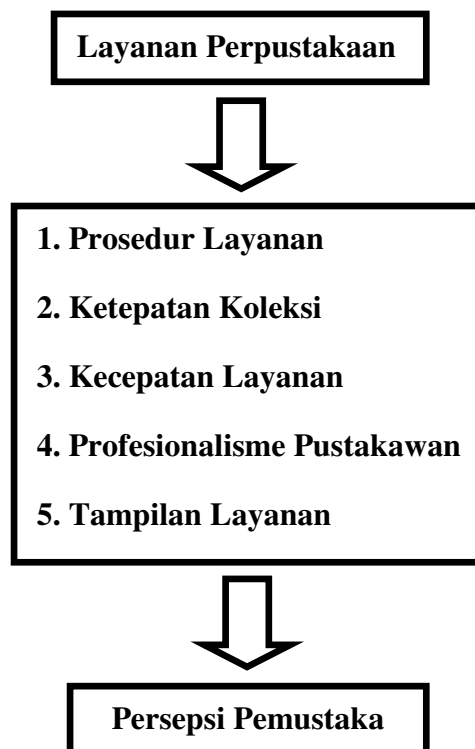 Layanan Perpustakaan
1. Prosedur Layanan
2. Ketepatan Koleksi
3. Kecepatan Layanan
4. Profesionalisme Pustakawan
5. Tampilan Layanan
Persepsi Pemustaka